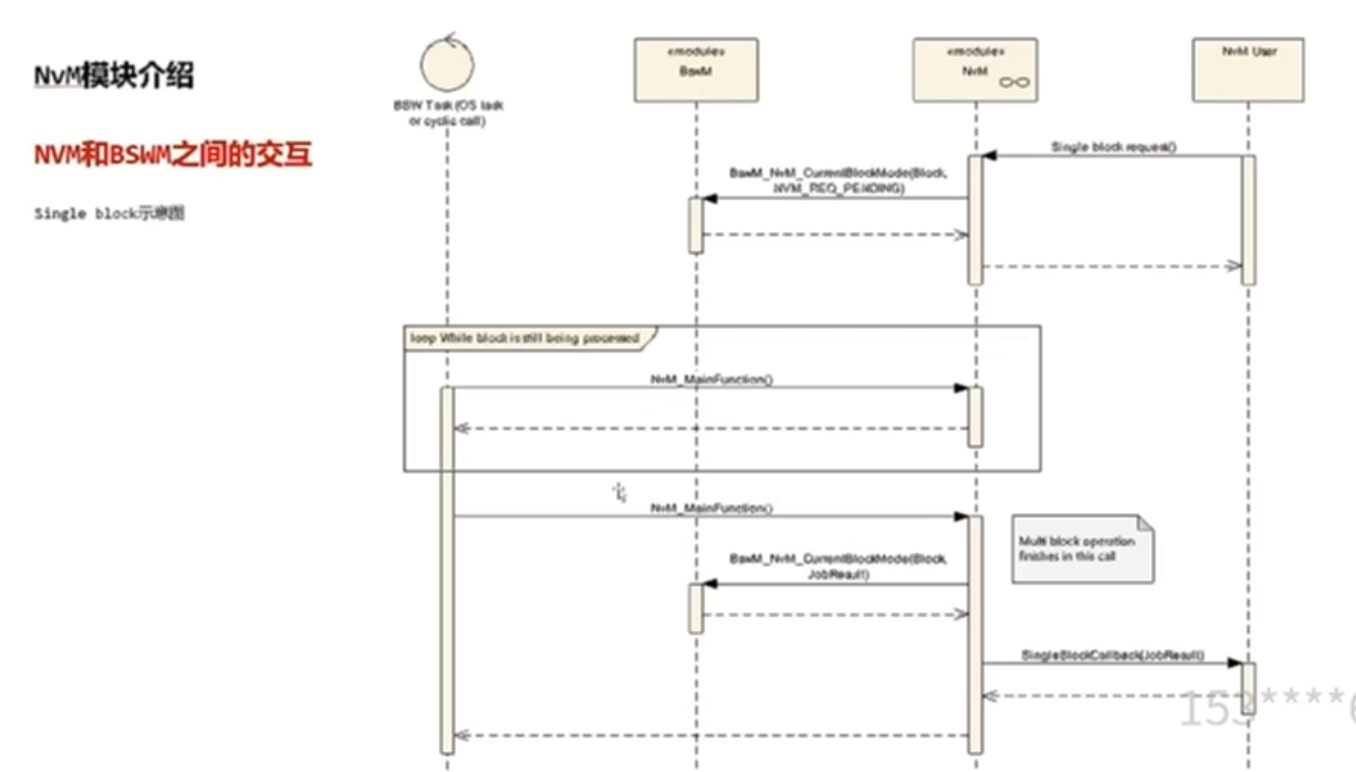 NvM模块介绍
NVM和BSWM之间的交互
Single block示意图
BSW Task (OS task
or cyclic call)
«module»
BswM
«module»
NvM
NvM User
Single block request()
BswM_NvM_CurrentBlockMode(Block,
NVM_REQ_PENDING)
loop While block is still being processed
NvM_MainFunction()
NvM_MainFunction()
Multi block operation
finishes in this call
BswM_NvM_CurrentBlockMode(Block,
JobResult)
SingleBlockCallback(JobResult)
153****6